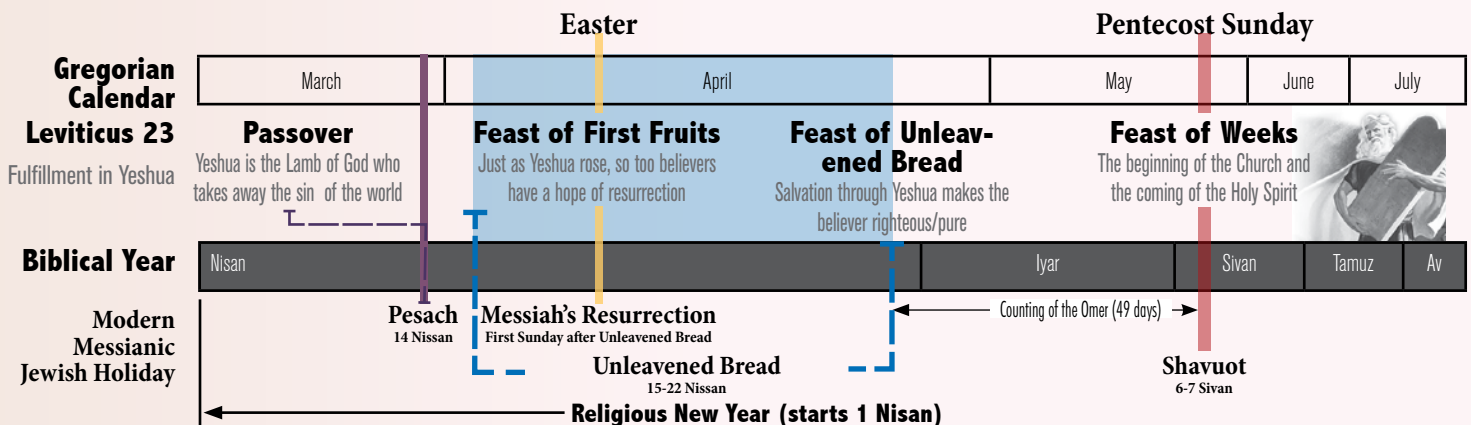 Easter
Pentecost Sunday
Gregorian
Calendar
March
April
May
June
July
Leviticus 23
Fulfillment in Yeshua
Passover
Yeshua is the Lamb of God who
takes away the sin of the world
Feast of First Fruits
Just as Yeshua rose, so too believers
have a hope of resurrection
Feast of Unleav-
ened Bread
Salvation through Yeshua makes the
believer righteous/pure
Feast of Weeks
The beginning of the Church and
the coming of the Holy Spirit
Biblical Year
Nisan
Iyar
Sivan
Tamuz
Av
Modern
Messianic
Jewish Holiday
Pesach
14 Nissan
Messiah's Resurrection
First Sunday after Unleavened Bread
Counting of the Omer (49 days)
Unleavened Bread
15-22 Nissan
Shavuot
6-7 Sivan
Religious New Year (starts 1 Nisan)